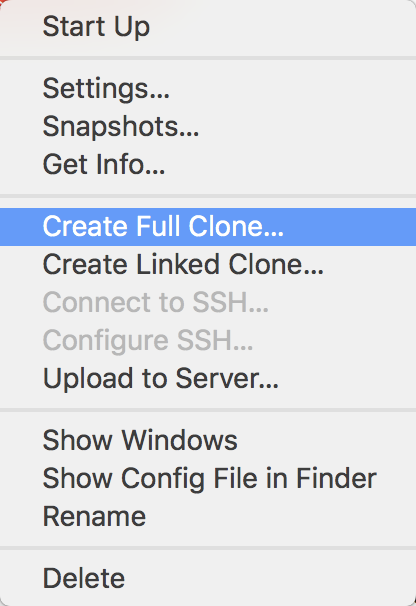 Start Up
Settings...
Snapshots...
Get Info...
Create Full Clone...
Create Linked Clone...
Connect to SSH...
Configure SSH...
Upload to Server...
Show Windows
Show Config File in Finder
Rename
Delete